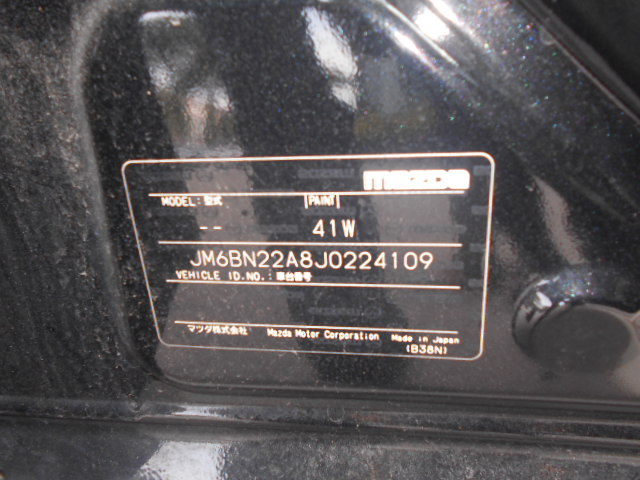 mazda
MODEL: 型式 PAINT
-- 41W
JM6BN22A8J0224109
VEHICLE ID.NO.: 車台番号
マツダ株式会社 Mazda Motor Corporation Made in Japan
(B38N)